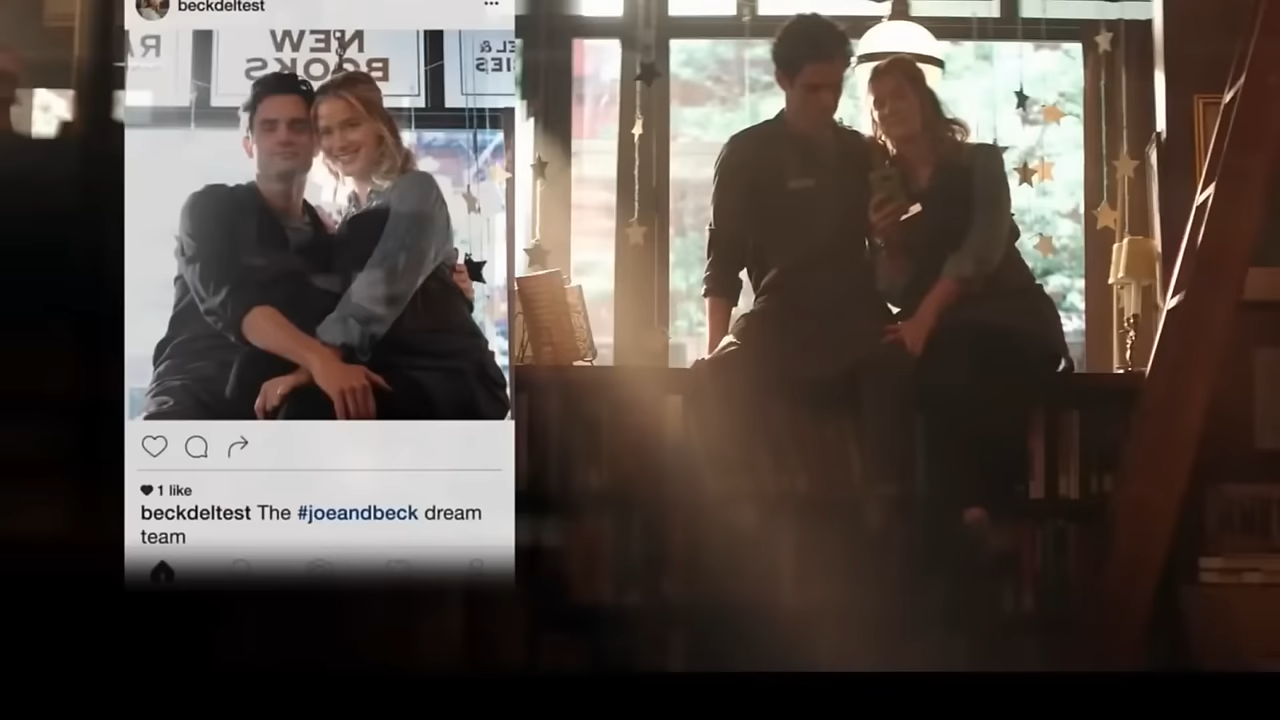 beckdeltest
NEW
BOOKS
1 like
beckdeltest The #joeandbeck dream
team